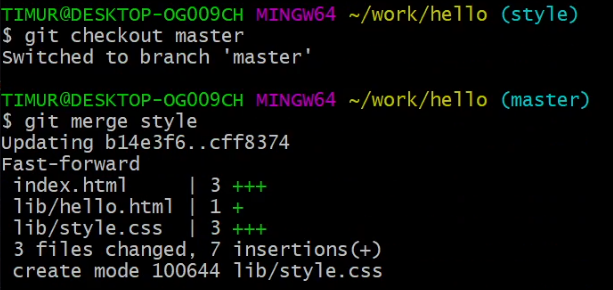 TIMUR@DESKTOP-OG009CH MINGW64 ~/work/hello (style)
$ git checkout master
Switched to branch 'master'
TIMUR@DESKTOP-OG009CH MINGW64 ~/work/hello (master)
$ git merge style
Updating b14e3f6..cff8374
Fast-forward
 index.html      | 3 +++
 lib/hello.html | 1 +
 lib/style.css  | 3 +++
 3 files changed, 7 insertions(+)
 create mode 100644 lib/style.css